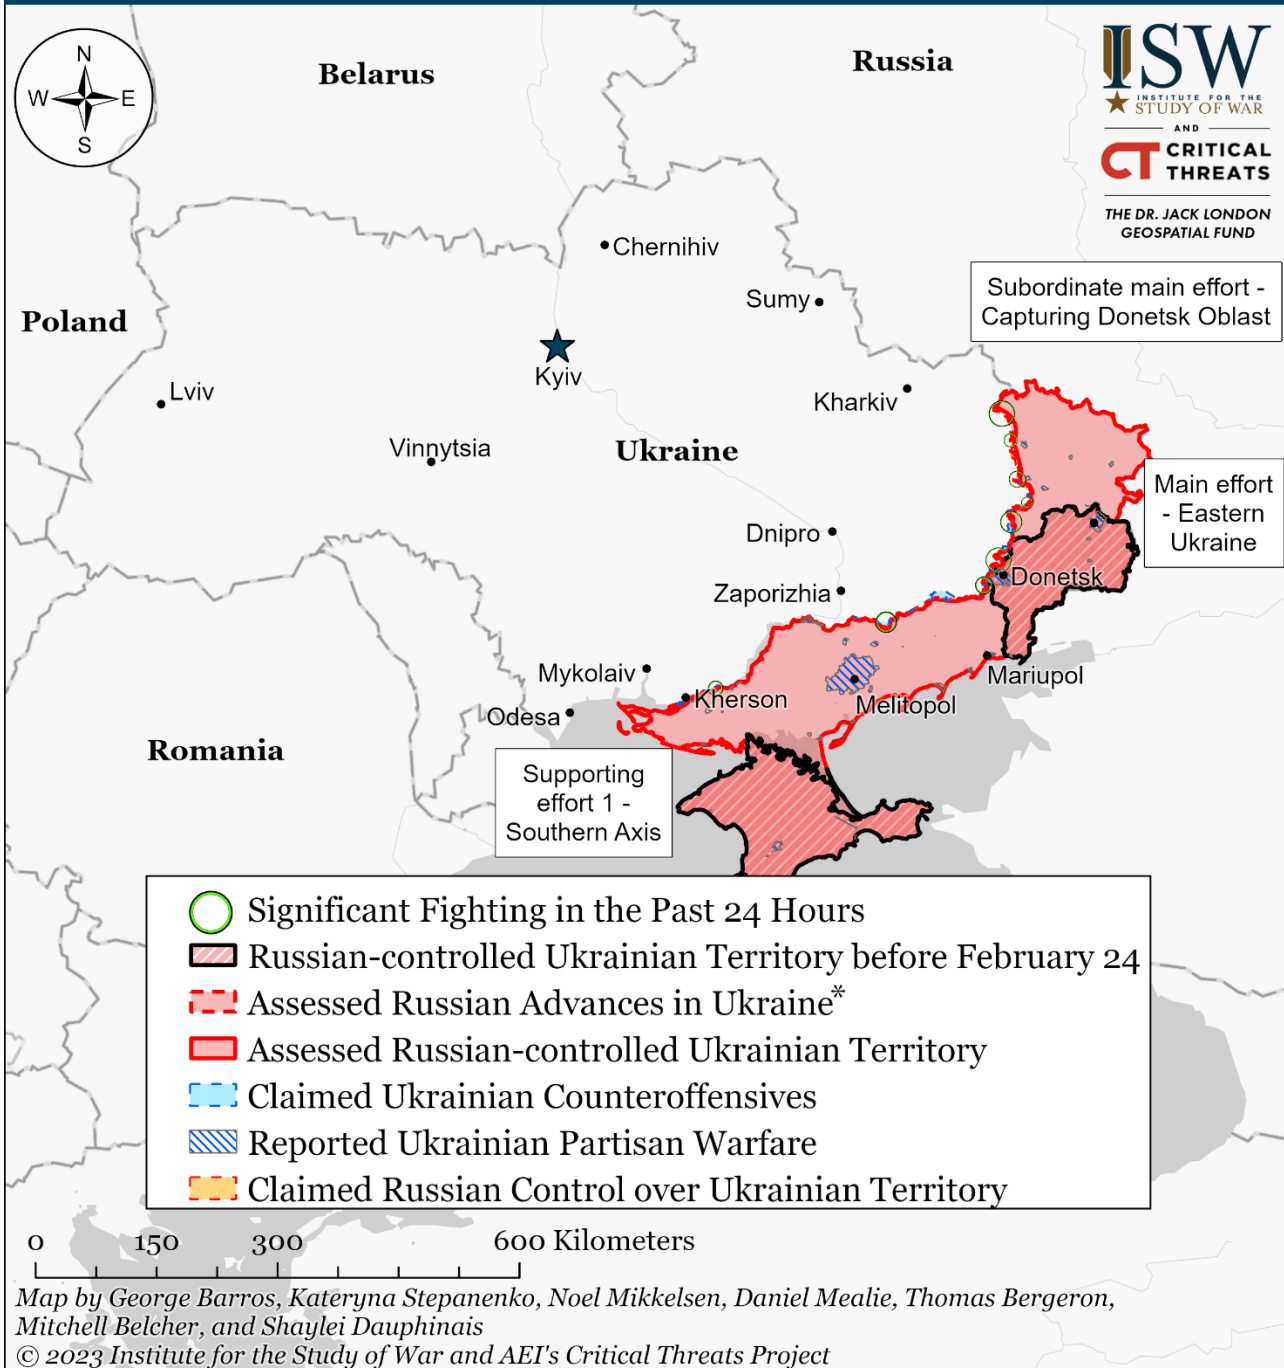 N
W
E
S
Belarus
Russia
ISW
INSTITUTE FOR THE
STUDY OF WAR
AND
CT CRITICAL
THREATS
THE DR. JACK LONDON
GEOSPATIAL FUND
Chernihiv
Subordinate main effort -
Capturing Donetsk Oblast
Sumy
Poland
Kyiv
Lviv
Kharkiv
Vinnytsia
Ukraine
Main effort
- Eastern
Ukraine
Dnipro
Donetsk
Zaporizhia
Mykolaiv
Mariupol
Kherson
Melitopol
Odesa
Romania
Supporting
effort 1 -
Southern Axis
Significant Fighting in the Past 24 Hours
Russian-controlled Ukrainian Territory before February 24
Assessed Russian Advances in Ukraine*
Assessed Russian-controlled Ukrainian Territory
Claimed Ukrainian Counteroffensives
Reported Ukrainian Partisan Warfare
Claimed Russian Control over Ukrainian Territory
0 150 300 600 Kilometers
Map by George Barros, Kateryna Stepanenko, Noel Mikkelsen, Daniel Mealie, Thomas Bergeron,
Mitchell Belcher, and Shaylei Dauphinais
© 2023 Institute for the Study of War and AEI's Critical Threats Project